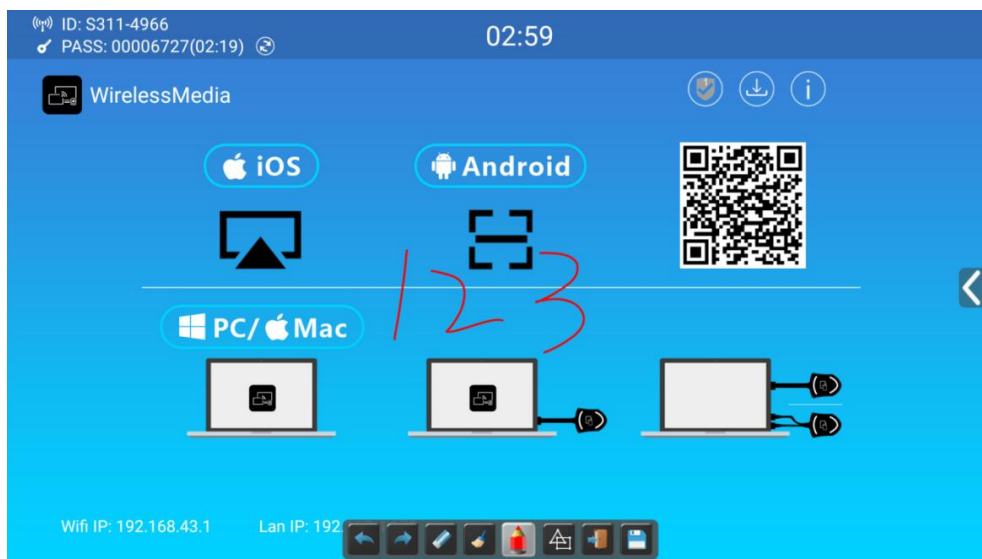 ID: S311-4966
PASS: 00006727(02:19)
02:59
WirelessMedia
iOS
Android
123
PC/ Mac
Wifi IP: 192.168.43.1
Lan IP: 192